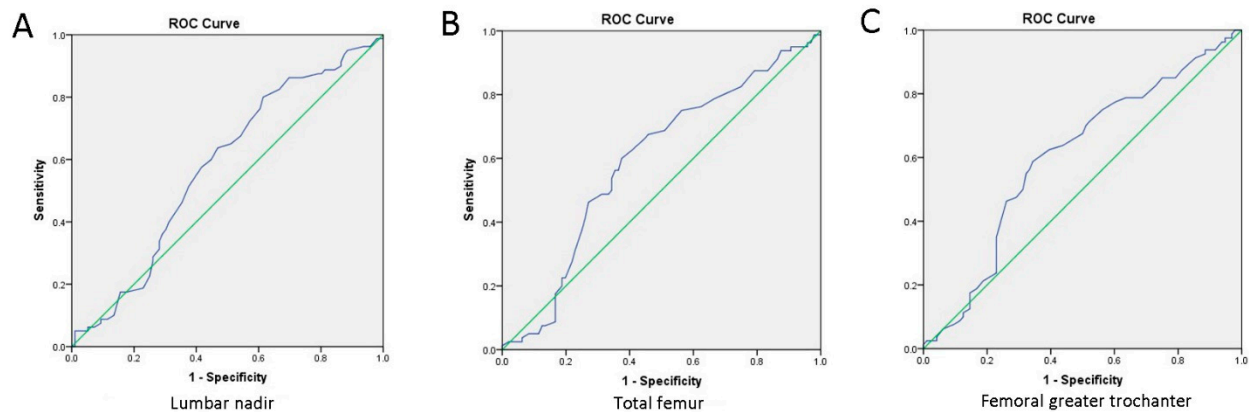 A
ROC Curve
1.0
0.8
0.6
0.4
0.2
0.0
Sensitivity
0.0 0.2 0.4 0.6 0.8 1.0
1 - Specificity
Lumbar nadir
B
ROC Curve
1.0
0.8
0.6
0.4
0.2
0.0
Sensitivity
0.0 0.2 0.4 0.6 0.8 1.0
1 - Specificity
Total femur
C
ROC Curve
1.0
0.8
0.6
0.4
0.2
0.0
0.0 0.2 0.4 0.6 0.8 1.0
1 - Specificity
Femoral greater trochanter